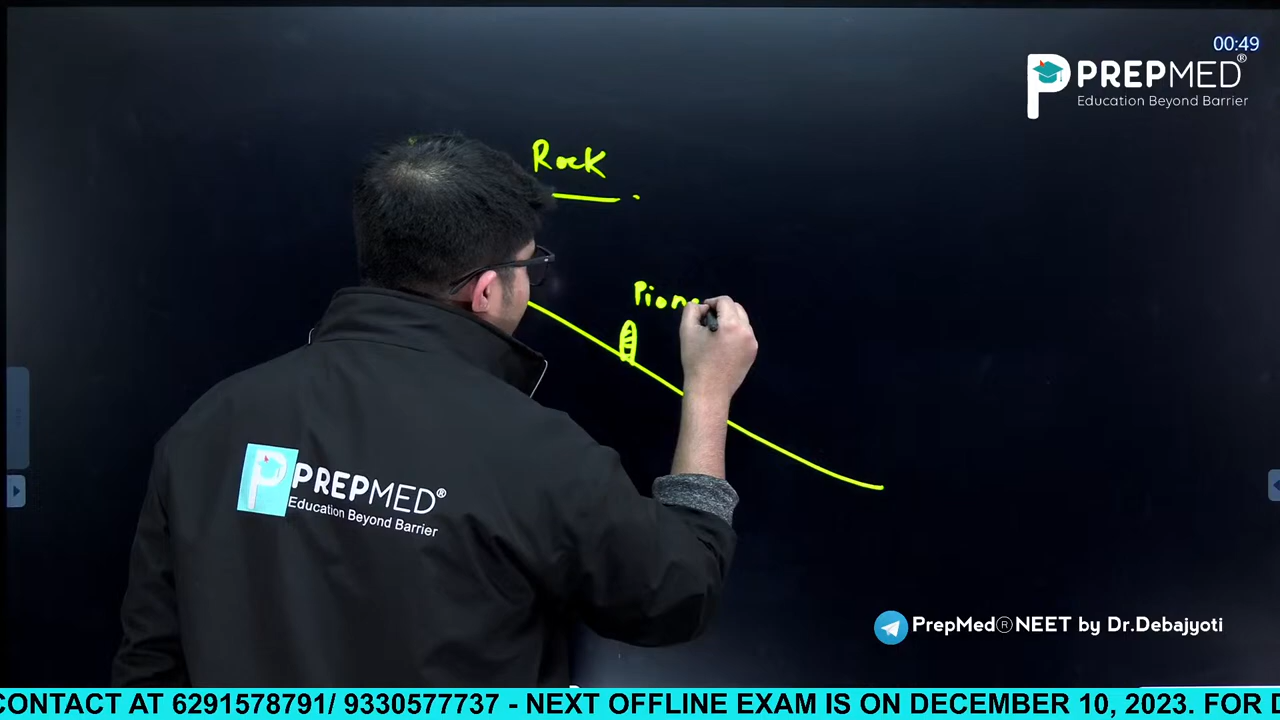 00:49
PREPMED®
Education Beyond Barrier
Rock
Pion
PREPMED®
Education Beyond Barrier
PrepMed®NEET by Dr.Debajyoti
CONTACT AT 6291578791/ 9330577737 - NEXT OFFLINE EXAM IS ON DECEMBER 10, 2023. FOR D